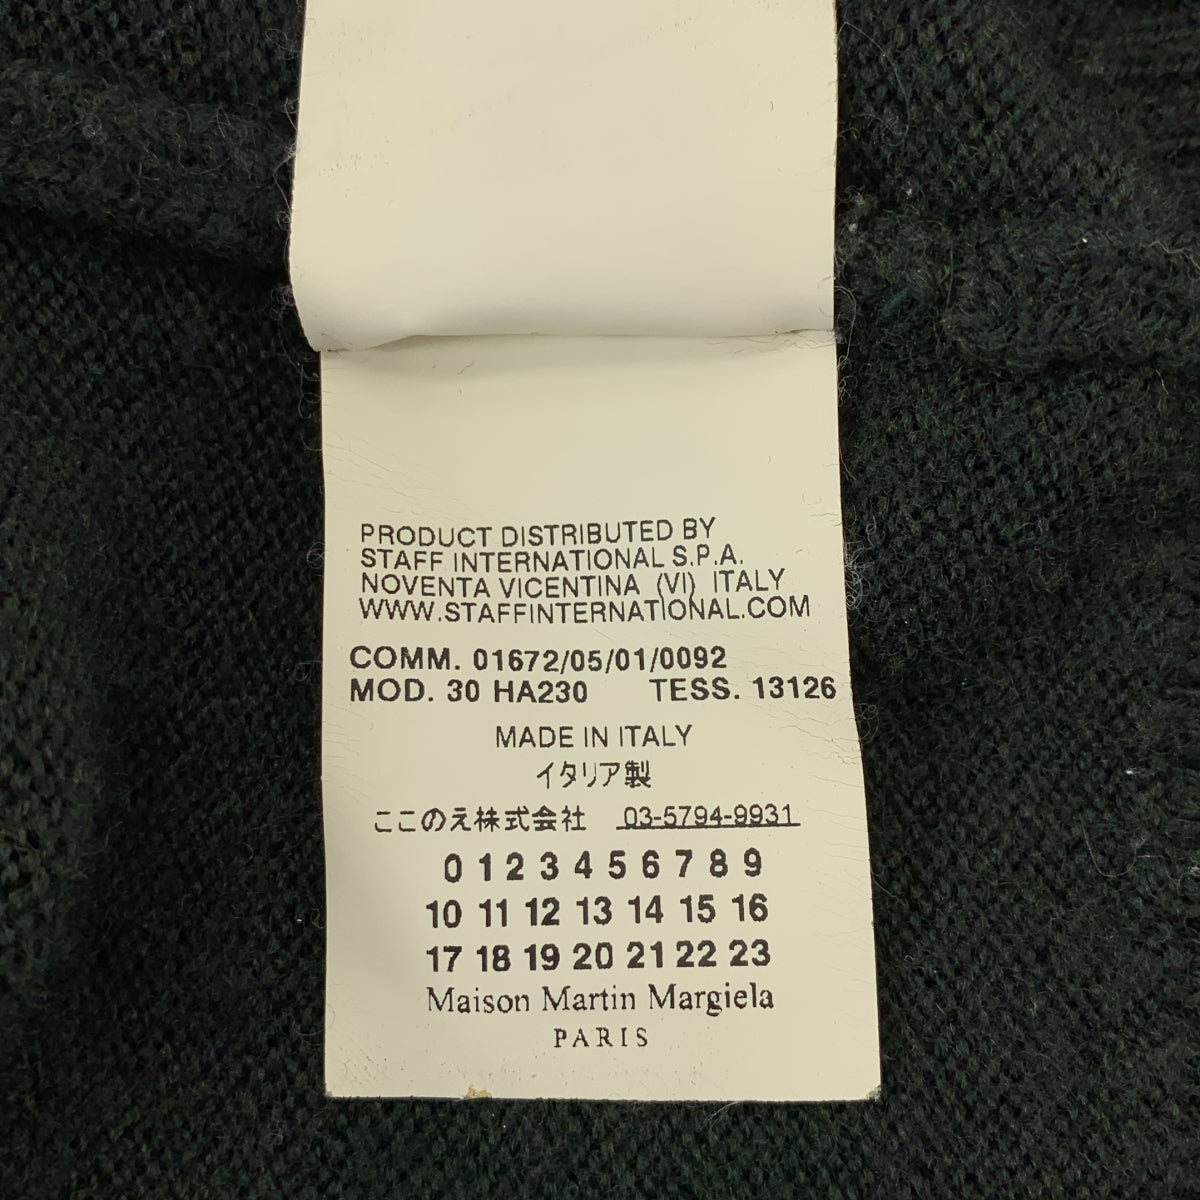 PRODUCT DISTRIBUTED BY
STAFF INTERNATIONAL S.P.A.
NOVENTA VICENTINA (VI) ITALY
WWW.STAFFINTERNATIONAL.COM
COMM. 01672/05/01/0092
MOD. 30 HA230 TESS. 13126
MADE IN ITALY
イタリア製
ここのえ株式会社 03-5794-9931
0 1 2 3 4 5 6 7 8 9
10 11 12 13 14 15 16
17 18 19 20 21 22 23
Maison Martin Margiela
PARIS